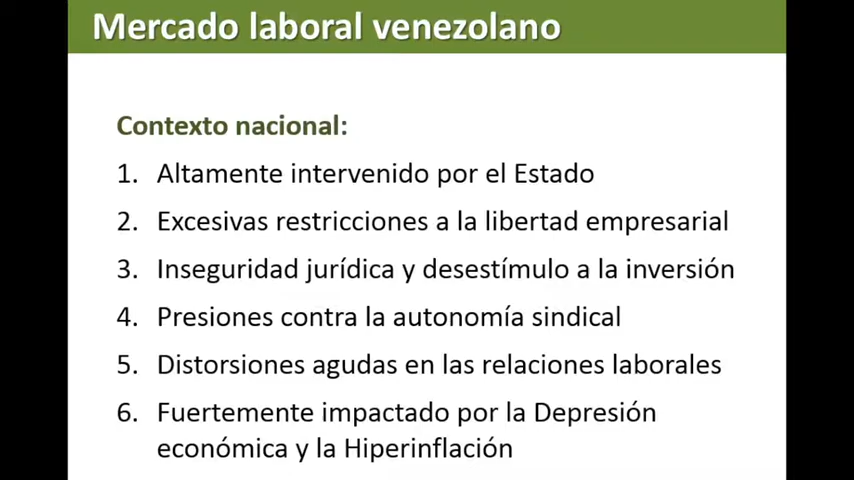 Mercado laboral venezolano
Contexto nacional:
1. Altamente intervenido por el Estado
2. Excesivas restricciones a la libertad empresarial
3. Inseguridad jurídica y desestímulo a la inversión
4. Presiones contra la autonomía sindical
5. Distorsiones agudas en las relaciones laborales
6. Fuertemente impactado por la Depresión
económica y la Hiperinflación